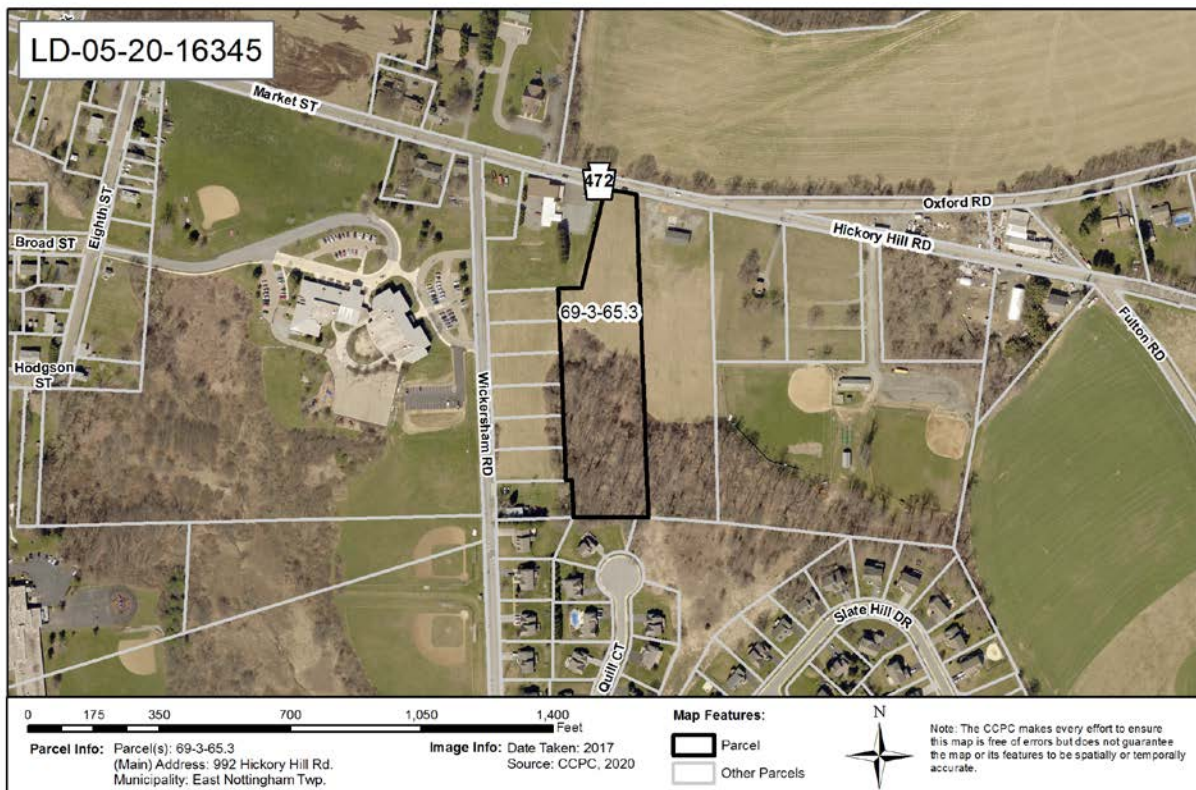 LD-05-20-16345
Market ST
472
Oxford RD
Hickory Hill RD
Eighth ST
Broad ST
69-3-65.3
Fulton RD
Hodgson
ST
Wickersham RD
Slate Hill DR
Quill CT
0 175 350 700 1,050 1,400
Feet
Parcel Info: Parcel(s): 69-3-65.3
(Main) Address: 992 Hickory Hill Rd.
Municipality: East Nottingham Twp.
Image Info: Date Taken: 2017
Source: CCPC, 2020
Map Features:
Parcel
Other Parcels
N
Note: The CCPC makes every effort to ensure
this map is free of errors but does not guarantee
the map or its features to be spatially or temporally
accurate.